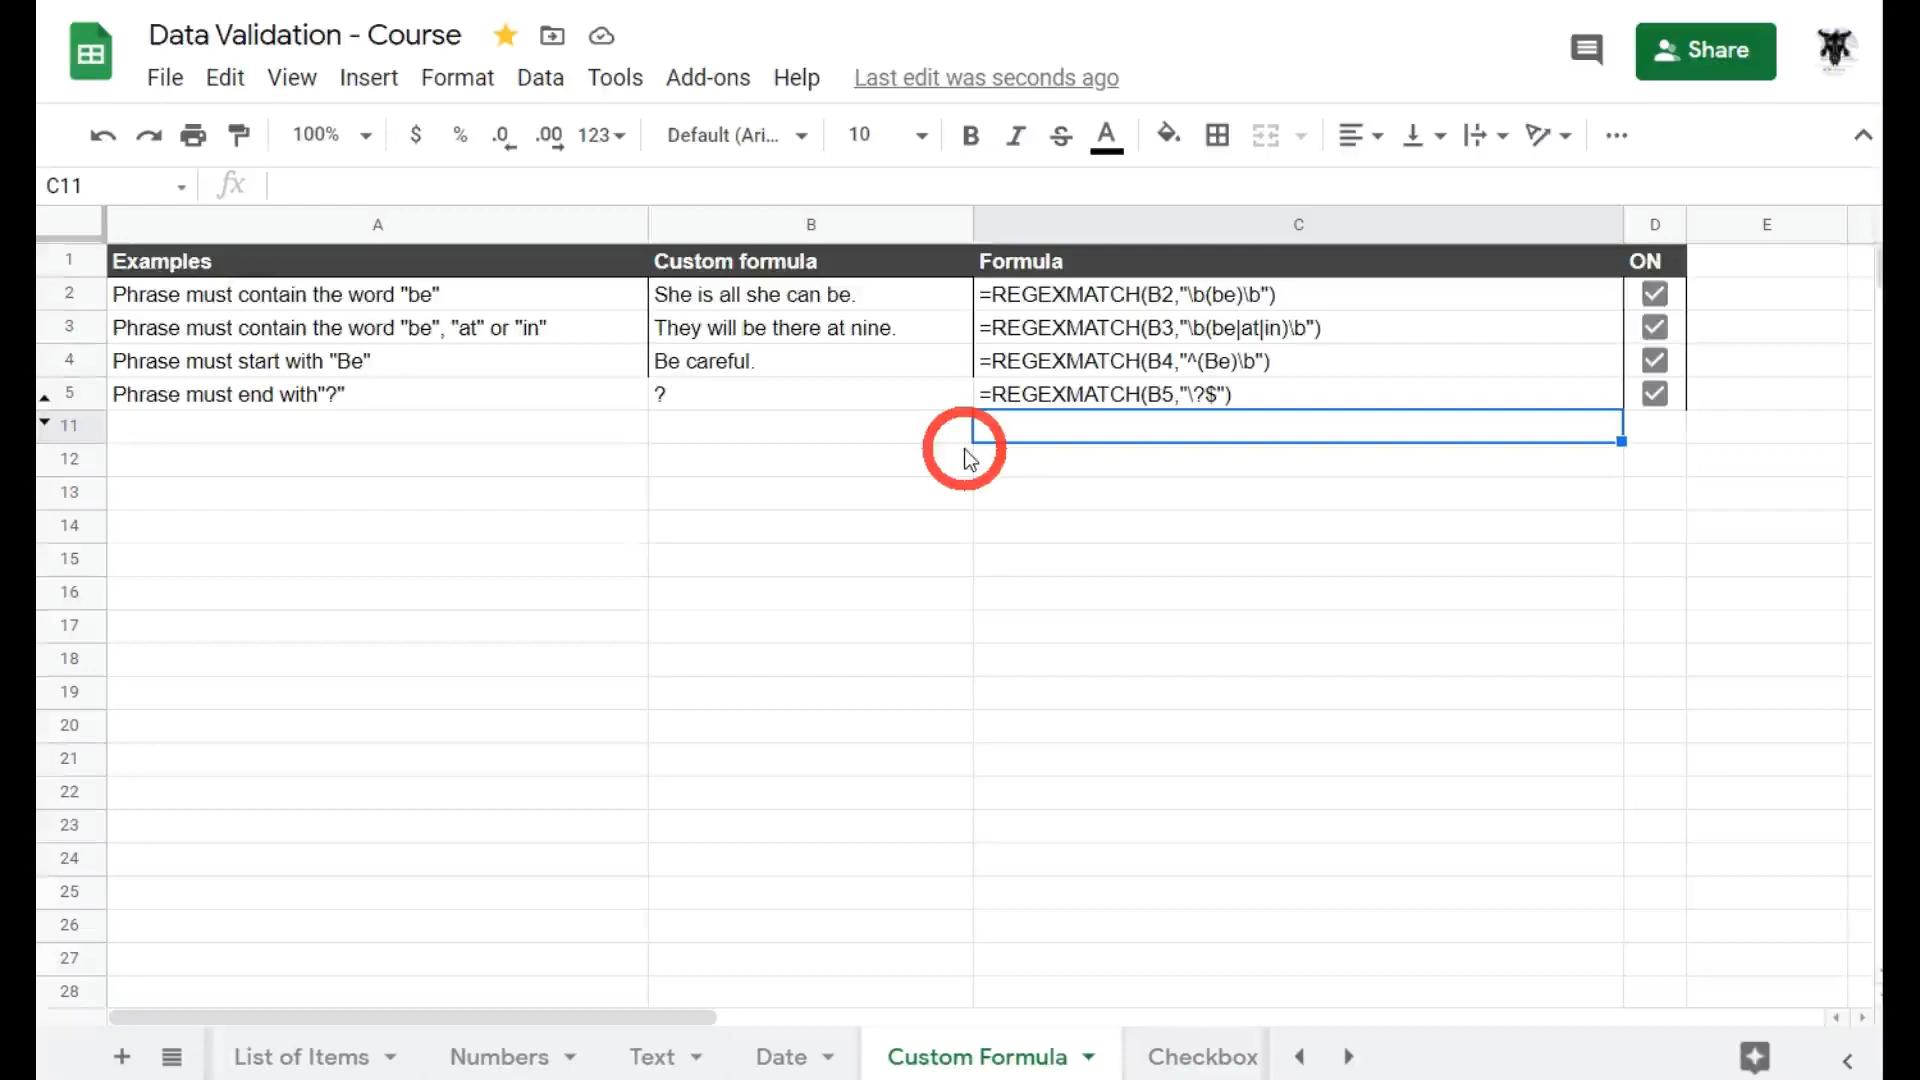 Data Validation - Course
File Edit View Insert Format Data Tools Add-ons Help Last edit was seconds ago
Share
100% $ % .0 .00 123 Default (Ari... 10 B I S A
C11 fx
A B C D E
1 Examples Custom formula Formula ON
2 Phrase must contain the word "be" She is all she can be. =REGEXMATCH(B2,"\b(be)\b")
3 Phrase must contain the word "be", "at" or "in" They will be there at nine. =REGEXMATCH(B3,"\b(be|at|in)\b")
4 Phrase must start with "Be" Be careful. =REGEXMATCH(B4,"^(Be)\b")
5 Phrase must end with"?" ? =REGEXMATCH(B5,"\?$")
11
12
13
14
15
16
17
18
19
20
21
22
23
24
25
26
27
28
List of Items Numbers Text Date Custom Formula Checkbox